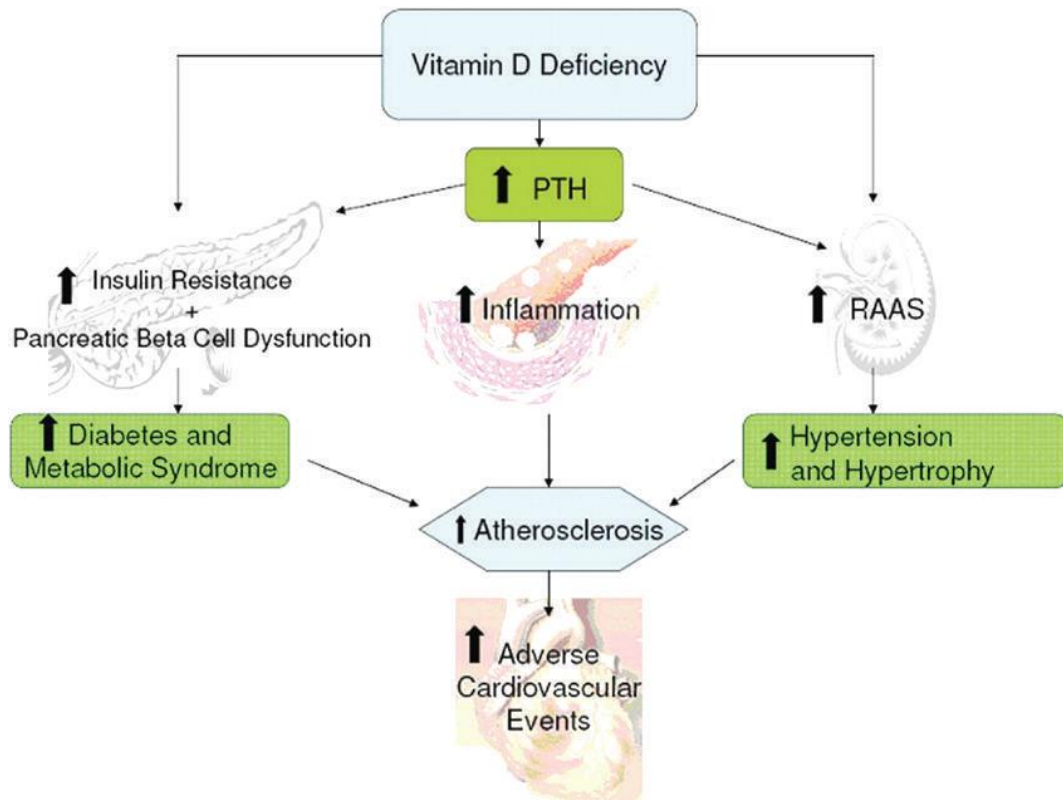 Vitamin D Deficiency
PTH
Insulin Resistance
+
Pancreatic Beta Cell Dysfunction
Inflammation
RAAS
Diabetes and
Metabolic Syndrome
Hypertension
and Hypertrophy
Atherosclerosis
Adverse
Cardiovascular
Events